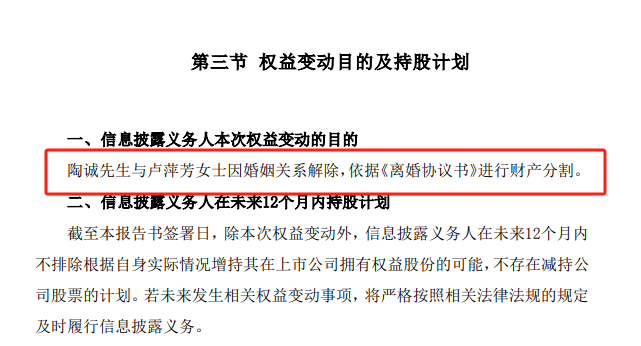 第三节 权益变动目的及持股计划
一、信息披露义务人本次权益变动的目的
陶诚先生与卢萍芳女士因婚姻关系解除，依据《离婚协议书》进行财产分割。
二、信息披露义务人在未来12个月内持股计划
截至本报告书签署日，除本次权益变动外，信息披露义务人在未来12个月内
不排除根据自身实际情况增持其在上市公司拥有权益股份的可能，不存在减持公
司股票的计划。若未来发生相关权益变动事项，将严格按照相关法律法规的规定
及时履行信息披露义务。